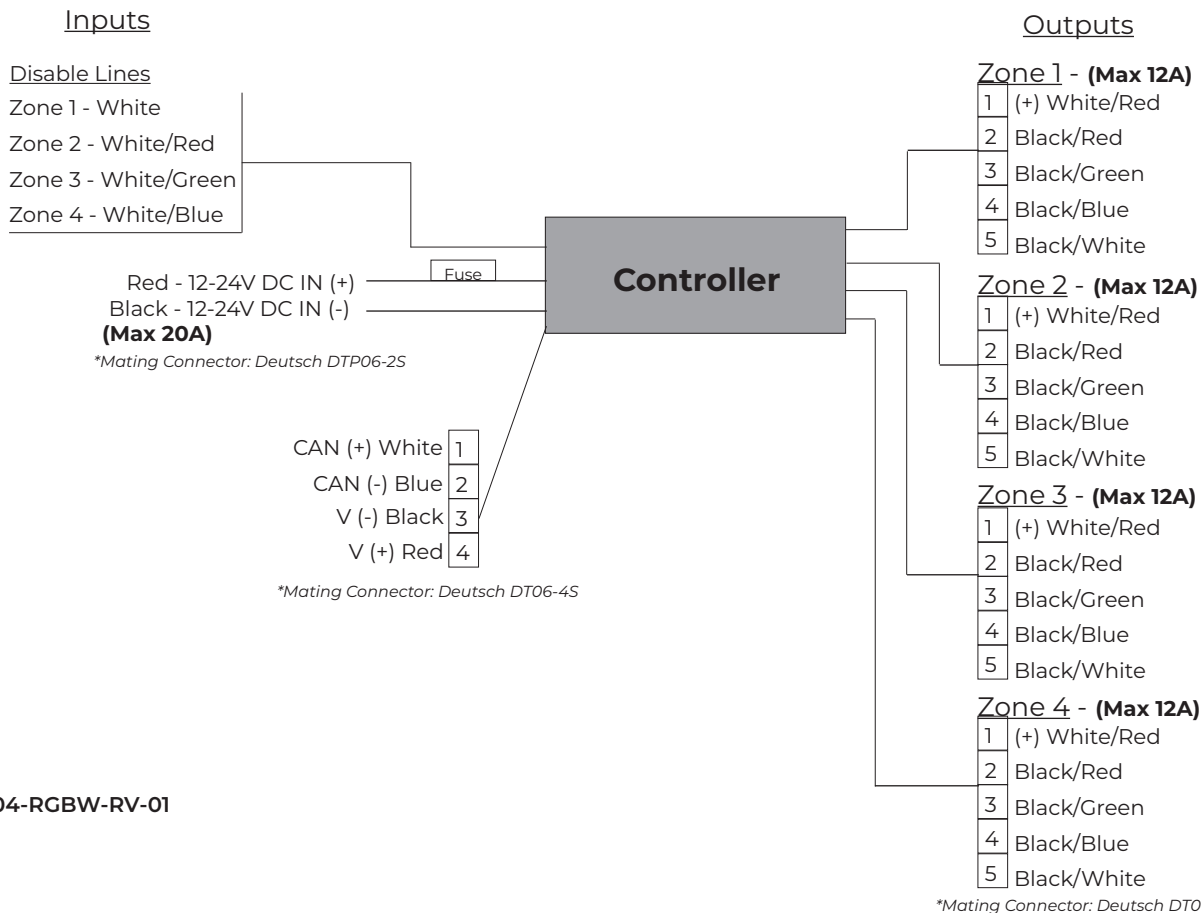 Inputs
Disable Lines
Zone 1 - White
Zone 2 - White/Red
Zone 3 - White/Green
Zone 4 - White/Blue
Red - 12-24V DC IN (+)
Black - 12-24V DC IN (-)
(Max 20A)
*Mating Connector: Deutsch DTP06-2S
Fuse
Controller
CAN (+) White 1
CAN (-) Blue 2
V (-) Black 3
V (+) Red 4
*Mating Connector: Deutsch DT06-4S
Outputs
Zone 1 - (Max 12A)
1 (+) White/Red
2 Black/Red
3 Black/Green
4 Black/Blue
5 Black/White
Zone 2 - (Max 12A)
1 (+) White/Red
2 Black/Red
3 Black/Green
4 Black/Blue
5 Black/White
Zone 3 - (Max 12A)
1 (+) White/Red
2 Black/Red
3 Black/Green
4 Black/Blue
5 Black/White
Zone 4 - (Max 12A)
1 (+) White/Red
2 Black/Red
3 Black/Green
4 Black/Blue
5 Black/White
*Mating Connector: Deutsch DT0
04-RGBW-RV-01